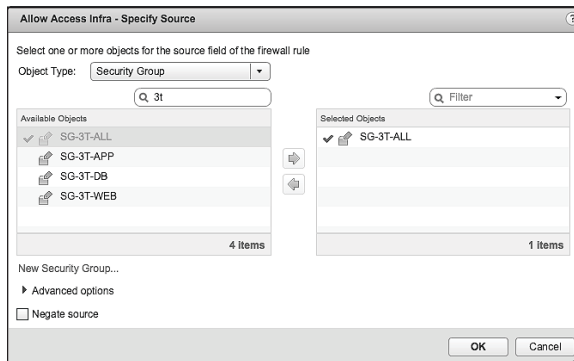 Allow Access Infra - Specify Source
?
Select one or more objects for the source field of the firewall rule
Object Type: Security Group
3t
Filter
Available Objects
SG-3T-ALL
SG-3T-APP
SG-3T-DB
SG-3T-WEB
4 items
Selected Objects
SG-3T-ALL
1 items
New Security Group...
Advanced options
Negate source
OK Cancel